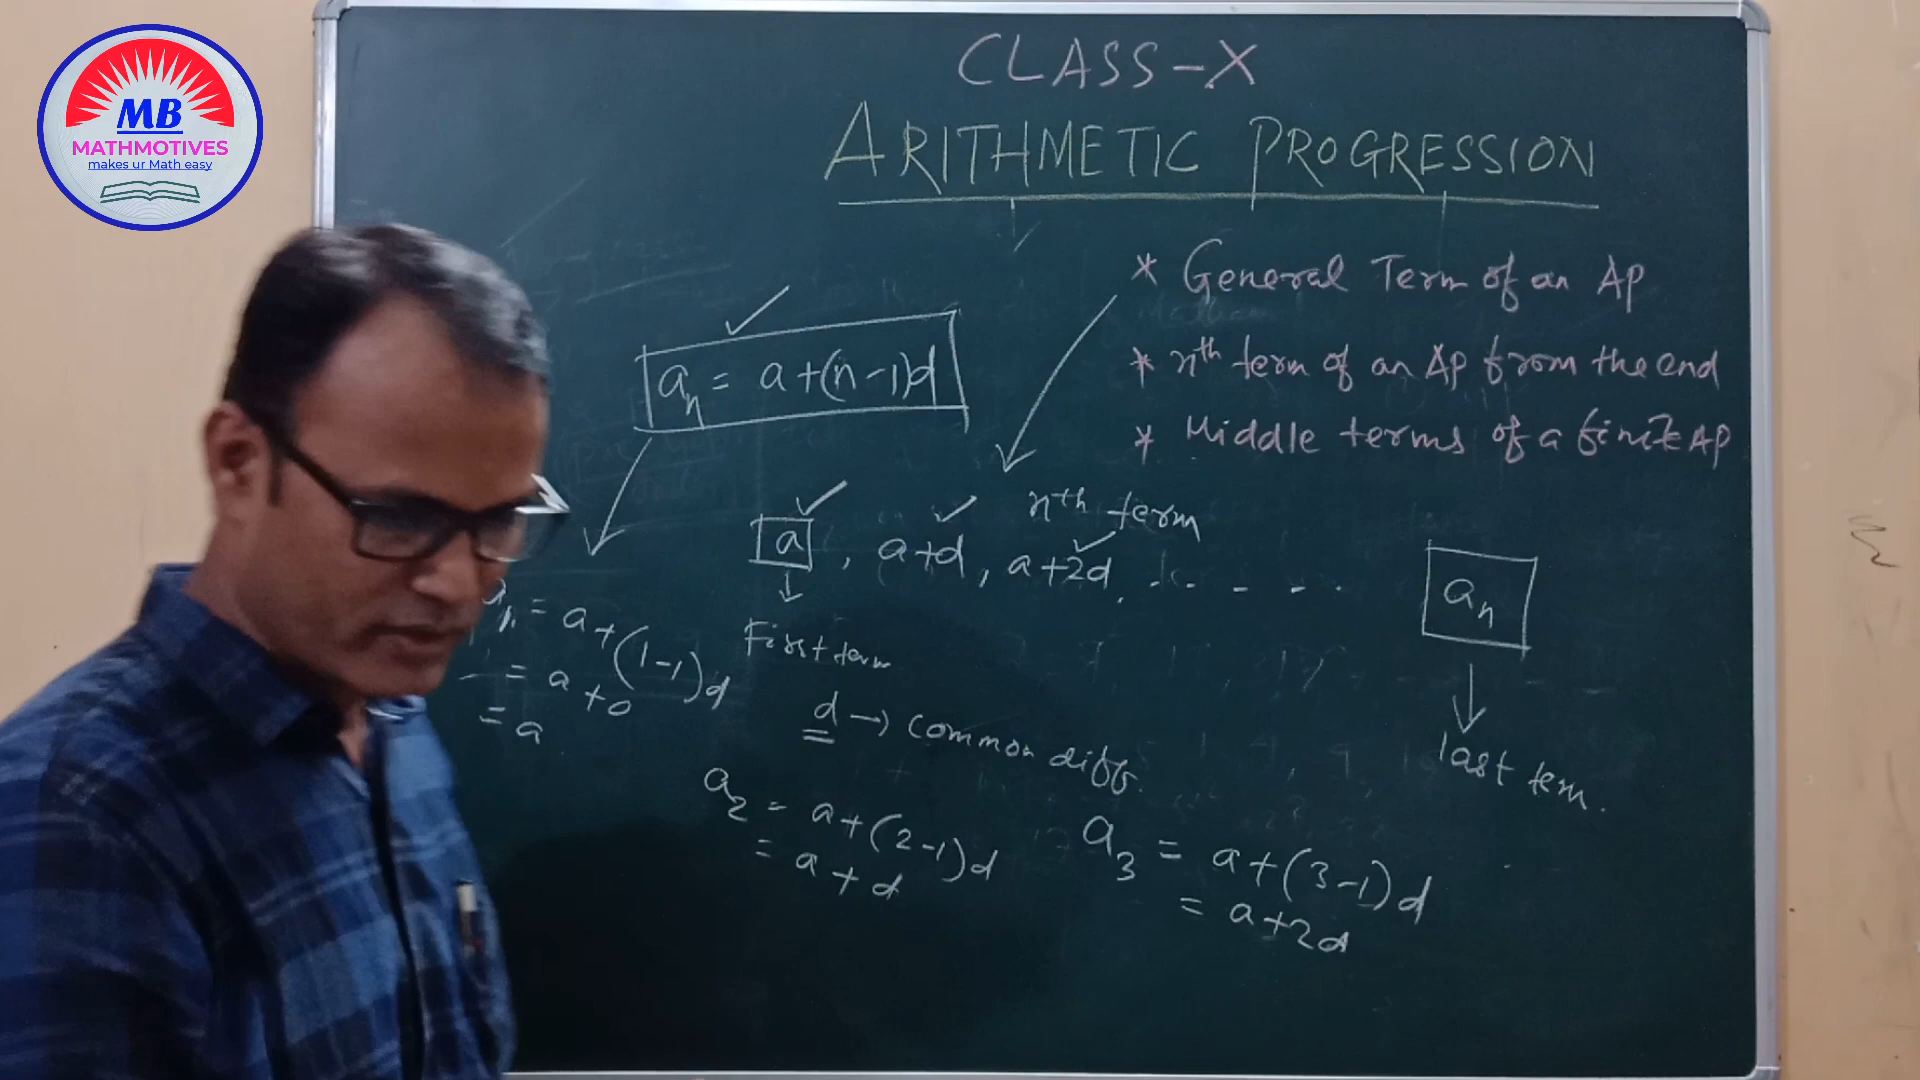 MB
MATHMOTIVES
makes ur Math easy
CLASS-X
ARITHMETIC PROGRESSION
* General Term of an AP
* nth term of an AP from the end
* Middle terms of a finite AP
an = a+(n-1)d
nth term
a, a+d, a+2d, ..... an
First term
last tem.
d → common diff.
= a+(1-1)d
= a+0
= a
a2 = a+(2-1)d
= a+d
a3 = a+(3-1)d
= a+2d